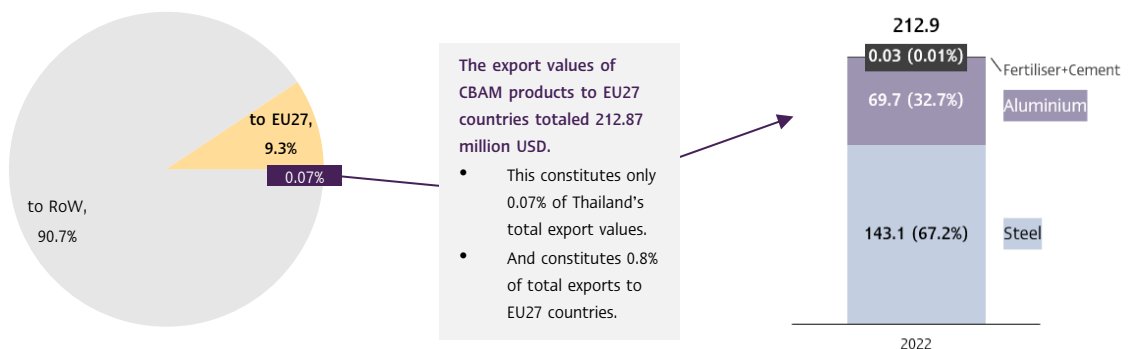 to EU27,
9.3%
0.07%
to RoW,
90.7%
The export values of
CBAM products to EU27
countries totaled 212.87
million USD.
• This constitutes only
0.07% of Thailand's
total export values.
• And constitutes 0.8%
of total exports to
EU27 countries.
212.9
0.03 (0.01%)
Fertiliser+Cement
69.7 (32.7%)
Aluminium
143.1 (67.2%)
Steel
2022